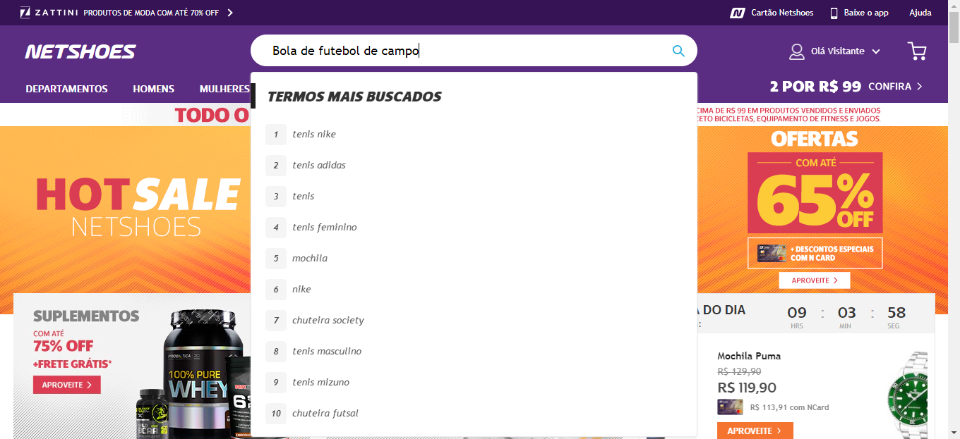 ZATTINI PRODUTOS DE MODA COM ATÉ 70% OFF
Cartão Netshoes
Baixe o app
Ajuda
NETSHOES
Bola de futebol de campo
Olá Visitante
DEPARTAMENTOS
HOMENS
MULHERES
2 POR R$ 99 CONFIRA
TODO O
CIMA DE R$ 99 EM PRODUTOS VENDIDOS E ENVIADOS
CETO BICICLETAS, EQUIPAMENTO DE FITNESS E JOGOS.
TERMOS MAIS BUSCADOS
1 tenis nike
2 tenis adidas
3 tenis
4 tenis feminino
5 mochila
6 nike
7 chuteira society
8 tenis masculino
9 tenis mizuno
10 chuteira futsal
HOT SALE
NETSHOES
OFERTAS
COM ATÉ
65% OFF
+ DESCONTOS ESPECIAIS
COM N CARD
APROVEITE
SUPLEMENTOS
COM ATÉ
75% OFF
+FRETE GRÁTIS*
APROVEITE
100% PURE
WHEY
A DO DIA
:
09 : 03 : 58
HRS MIN SEG
Mochila Puma
R$ 129,90
R$ 119,90
R$ 113,91 com NCard
APROVEITE